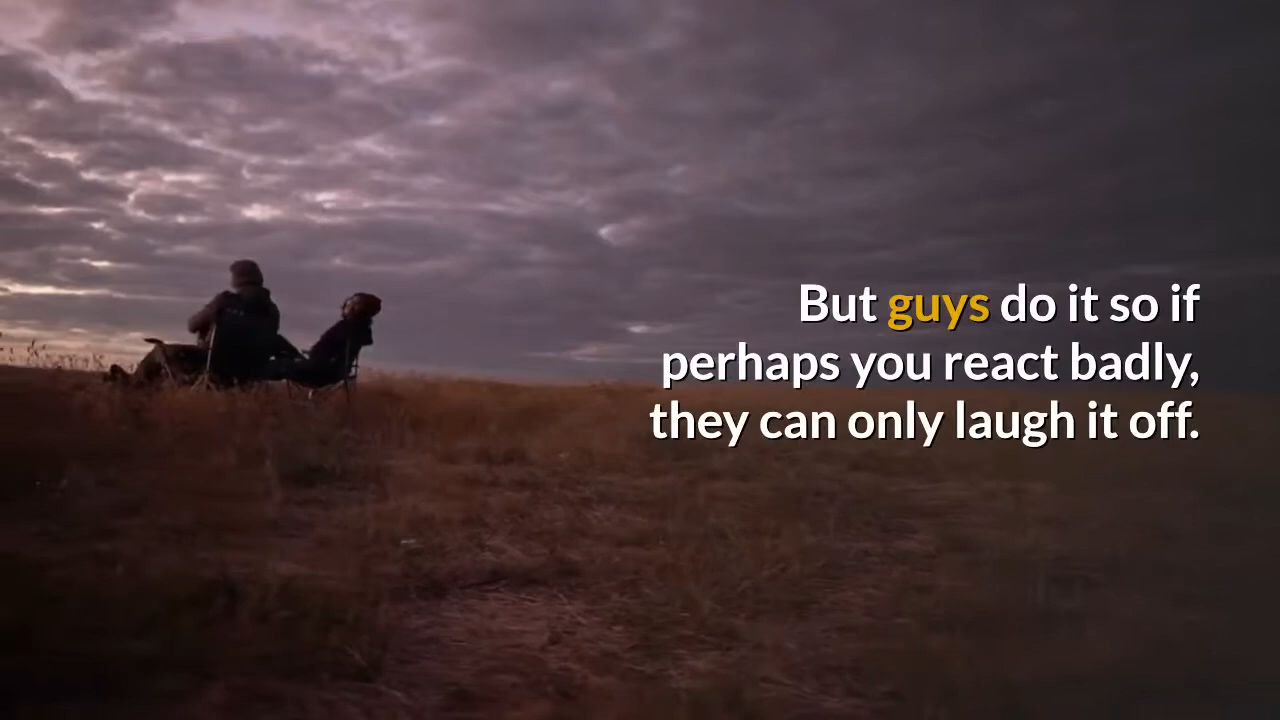 But guys do it so if
perhaps you react badly,
they can only laugh it off.